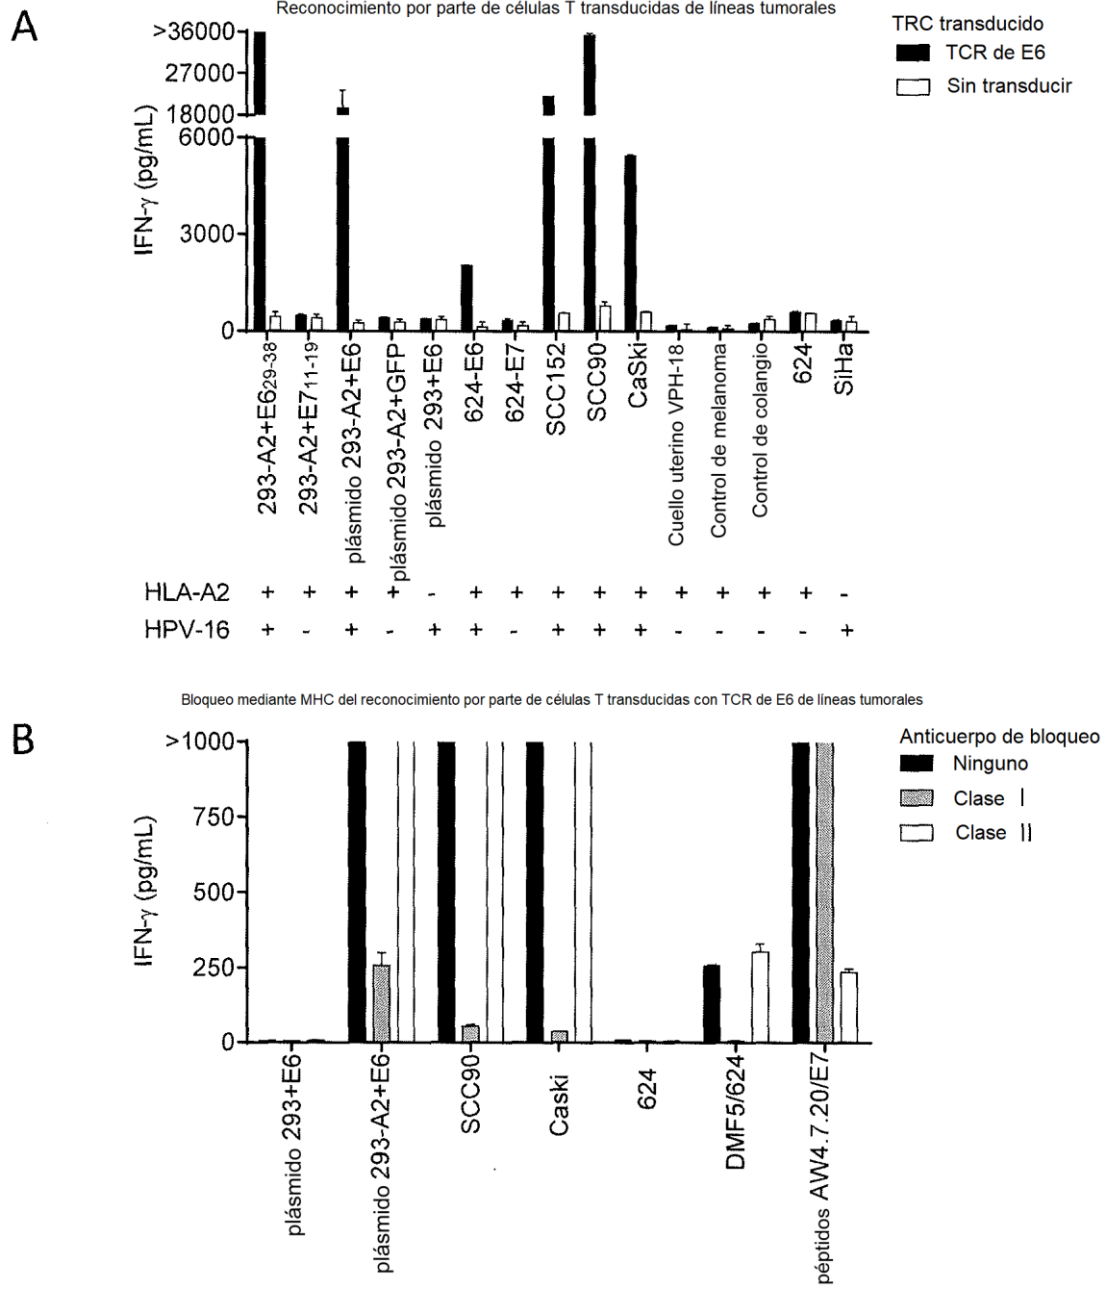 A
Reconocimiento por parte de células T transducidas de líneas tumorales
TRC transducido
TCR de E6
Sin transducir
IFN-γ (pg/mL)
>36000
27000
18000
6000
3000
0
293-A2+E629-38
293-A2+E711-19
plásmido 293-A2+E6
plásmido 293-A2+GFP
plásmido 293+E6
624-E6
624-E7
SCC152
SCC90
CaSki
Cuello uterino VPH-18
Control de melanoma
Control de colangio
624
SiHa
HLA-A2 + + + + - + + + + + + + + + -
HPV-16 + - + - + + - + + + - - - - +
Bloqueo mediante MHC del reconocimiento por parte de células T transducidas con TCR de E6 de líneas tumorales
B
Anticuerpo de bloqueo
Ninguno
Clase I
Clase II
IFN-γ (pg/mL)
>1000
750
500
250
0
plásmido 293+E6
plásmido 293-A2+E6
SCC90
Caski
624
DMF5/624
péptidos AW4.7.20/E7